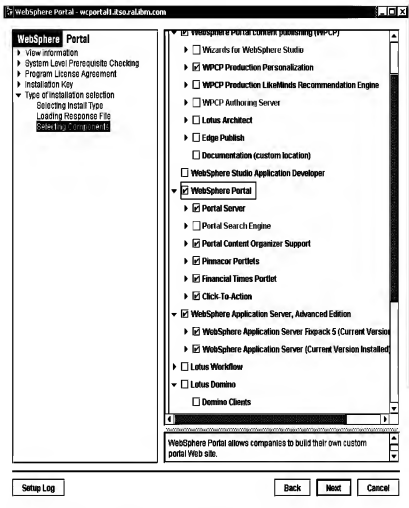 WebSphere Portal - wcportal1.itso.ral.ibm.com
WebSphere Portal
View information
System Level Prerequisite Checking
Program License Agreement
Installation Key
Type of installation selection
Selecting Install Type
Loading Response File
Selecting Components
WebSphere Portal content publishing (WPCP)
Wizards for WebSphere Studio
WPCP Production Personalization
WPCP Production LikeMinds Recommendation Engine
WPCP Authoring Server
Lotus Architect
Edge Publish
Documentation (custom location)
WebSphere Studio Application Developer
WebSphere Portal
Portal Server
Portal Search Engine
Portal Content Organizer Support
Pinnacor Portlets
Financial Times Portlet
Click-To-Action
WebSphere Application Server, Advanced Edition
WebSphere Application Server Fixpack 5 (Current Version
WebSphere Application Server (Current Version Installed)
Lotus Workflow
Lotus Domino
Domino Clients
WebSphere Portal allows companies to build their own custom
portal Web site.
Setup Log
Back
Next
Cancel